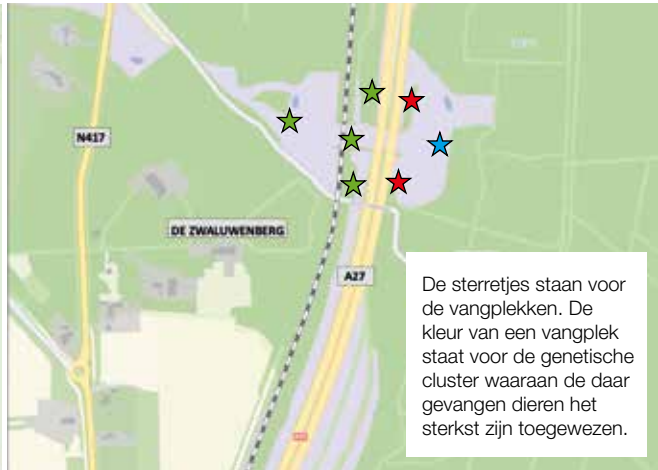 N417
DE ZWALUWENBERG
A27
De sterretjes staan voor
de vangplekken. De
kleur van een vangplek
staat voor de genetische
cluster waaraan de daar
gevangen dieren het
sterkst zijn toegewezen.